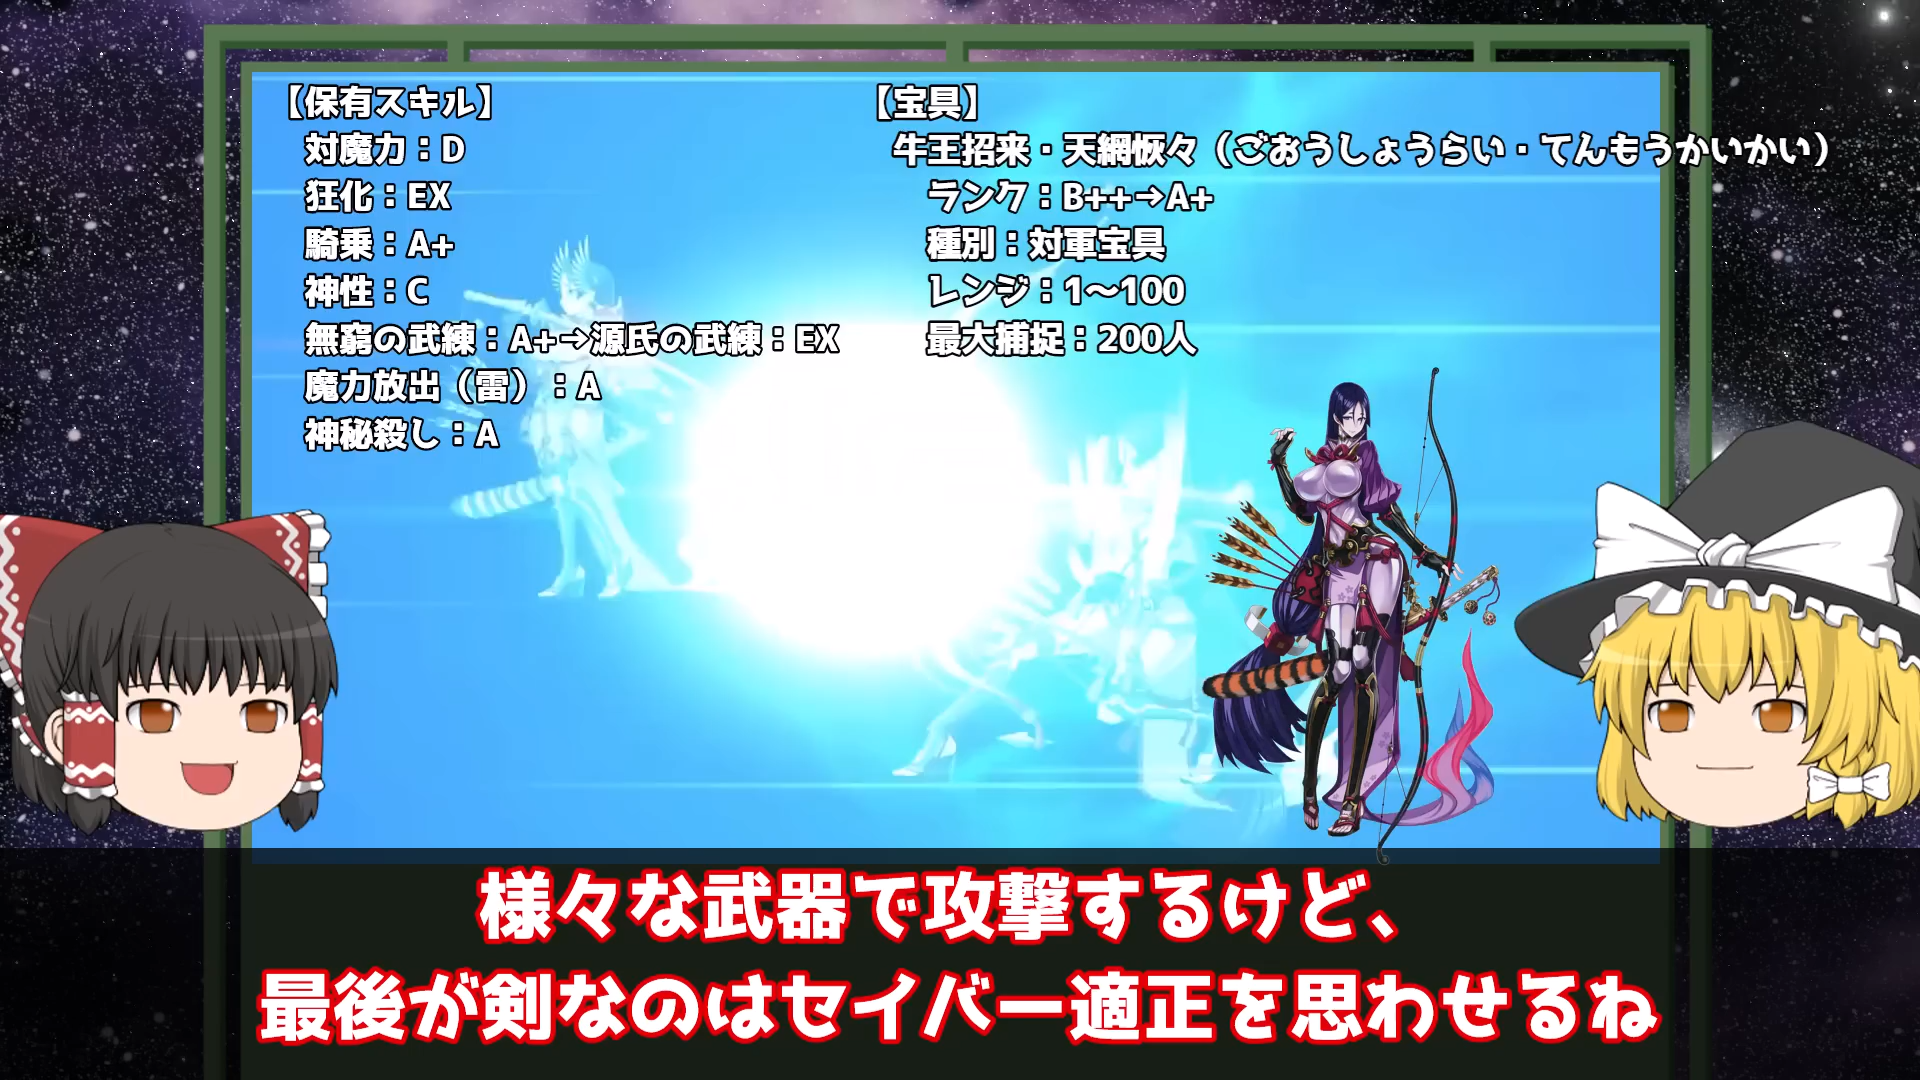 【保有スキル】
対魔力：D
狂化：EX
騎乗：A+
神性：C
無窮の武練：A+→源氏の武練：EX
魔力放出（雷）：A
神秘殺し：A
【宝具】
牛王招来・天網恢々（ごおうしょうらい・てんもうかいかい）
ランク：B++→A+
種別：対軍宝具
レンジ：1～100
最大捕捉：200人
様々な武器で攻撃するけど、
最後が剣なのはセイバー適正を思わせるね